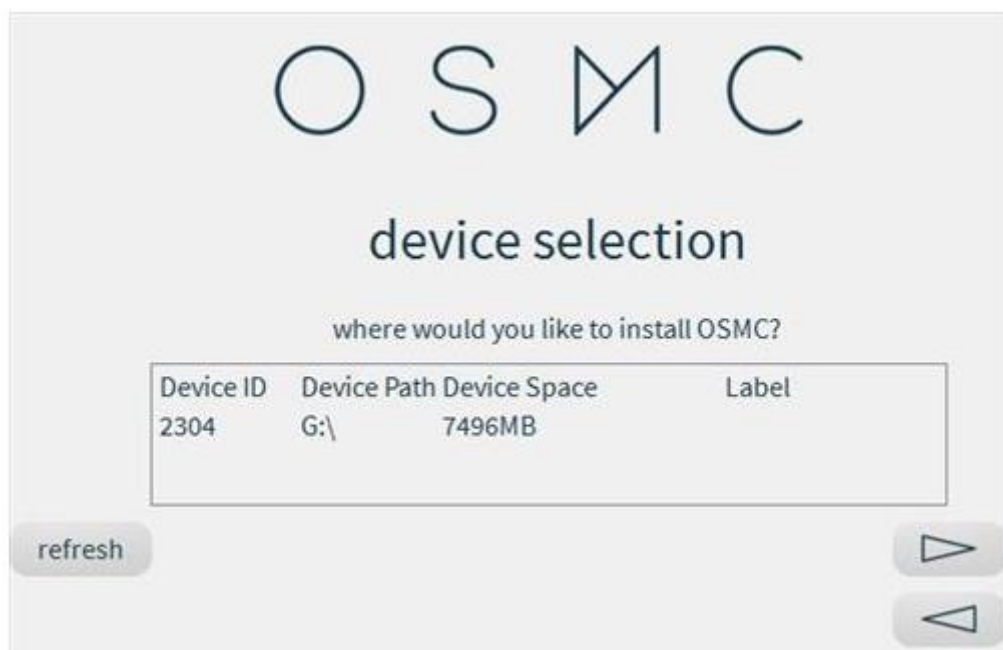 OSMC
device selection
where would you like to install OSMC?
Device ID Device Path Device Space Label
2304 G:\ 7496MB
refresh